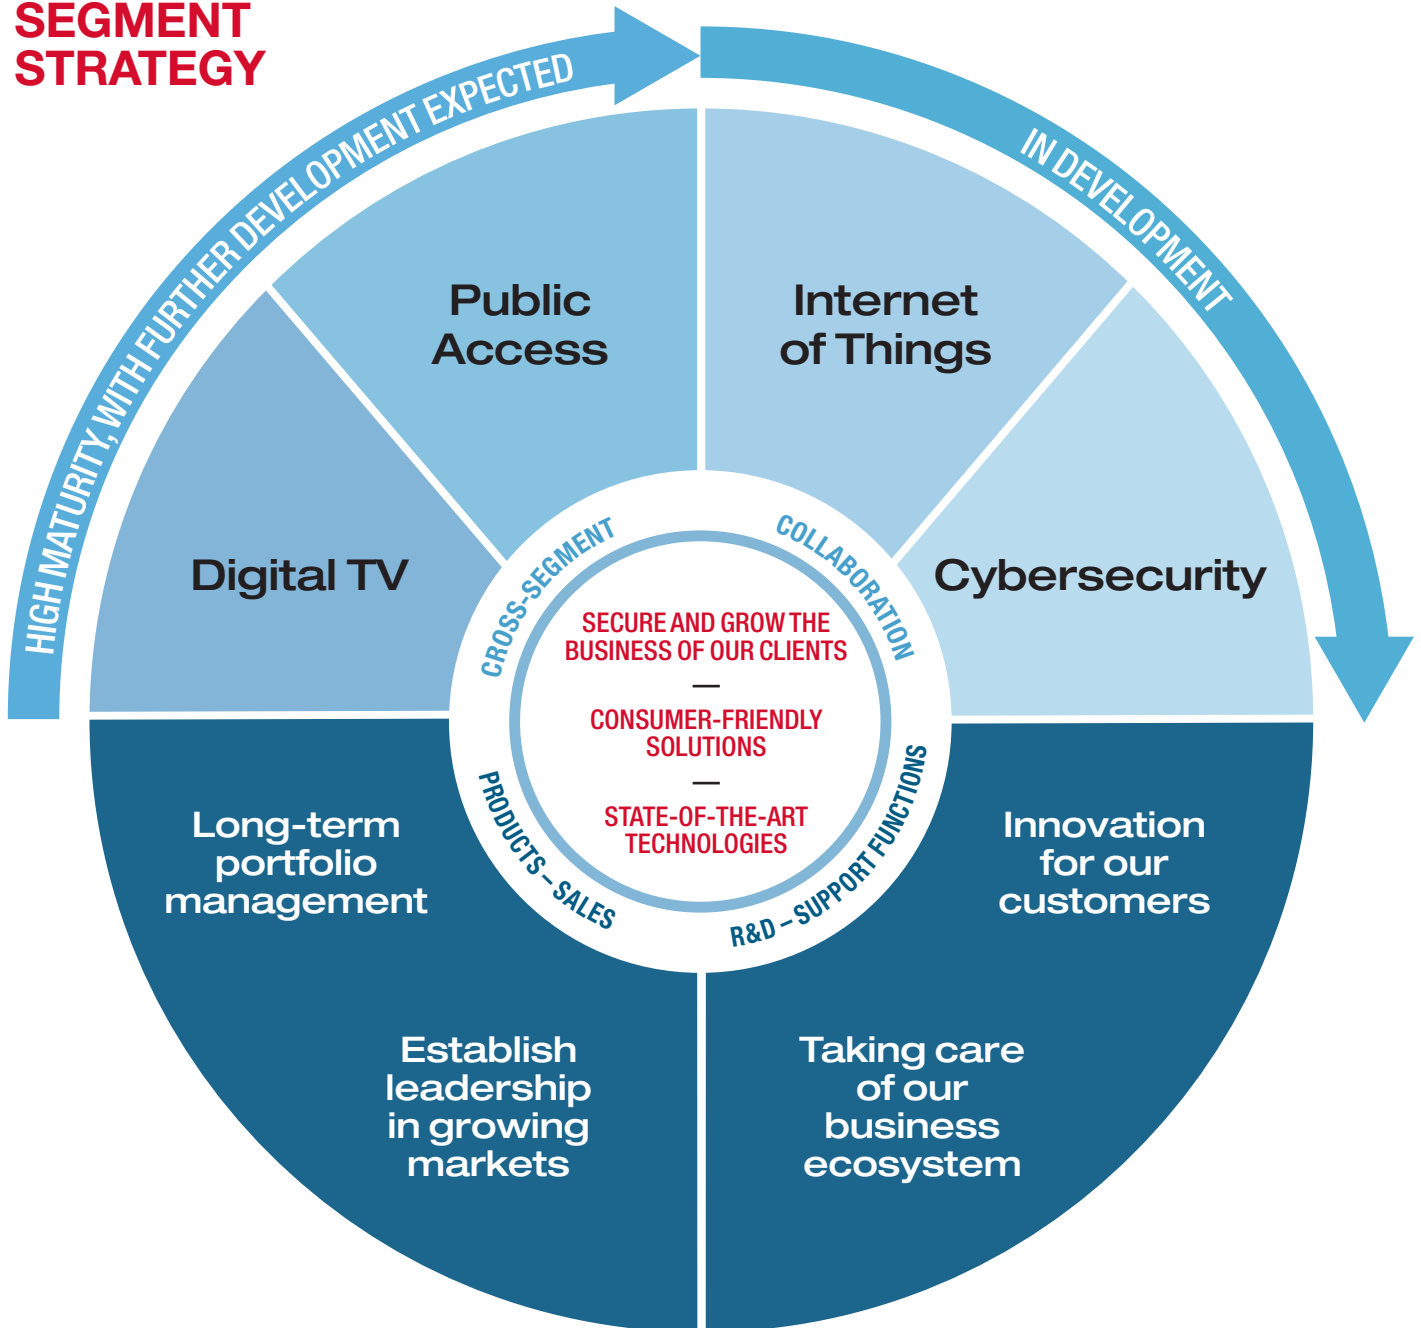 SEGMENT
STRATEGY
HIGH MATURITY, WITH FURTHER DEVELOPMENT EXPECTED
IN DEVELOPMENT
Public
Access
Internet
of Things
Digital TV
Cybersecurity
CROSS-SEGMENT
COLLABORATION
SECURE AND GROW THE
BUSINESS OF OUR CLIENTS
—
CONSUMER-FRIENDLY
SOLUTIONS
—
STATE-OF-THE-ART
TECHNOLOGIES
PRODUCTS – SALES
R&D – SUPPORT FUNCTIONS
Long-term
portfolio
management
Innovation
for our
customers
Establish
leadership
in growing
markets
Taking care
of our
business
ecosystem